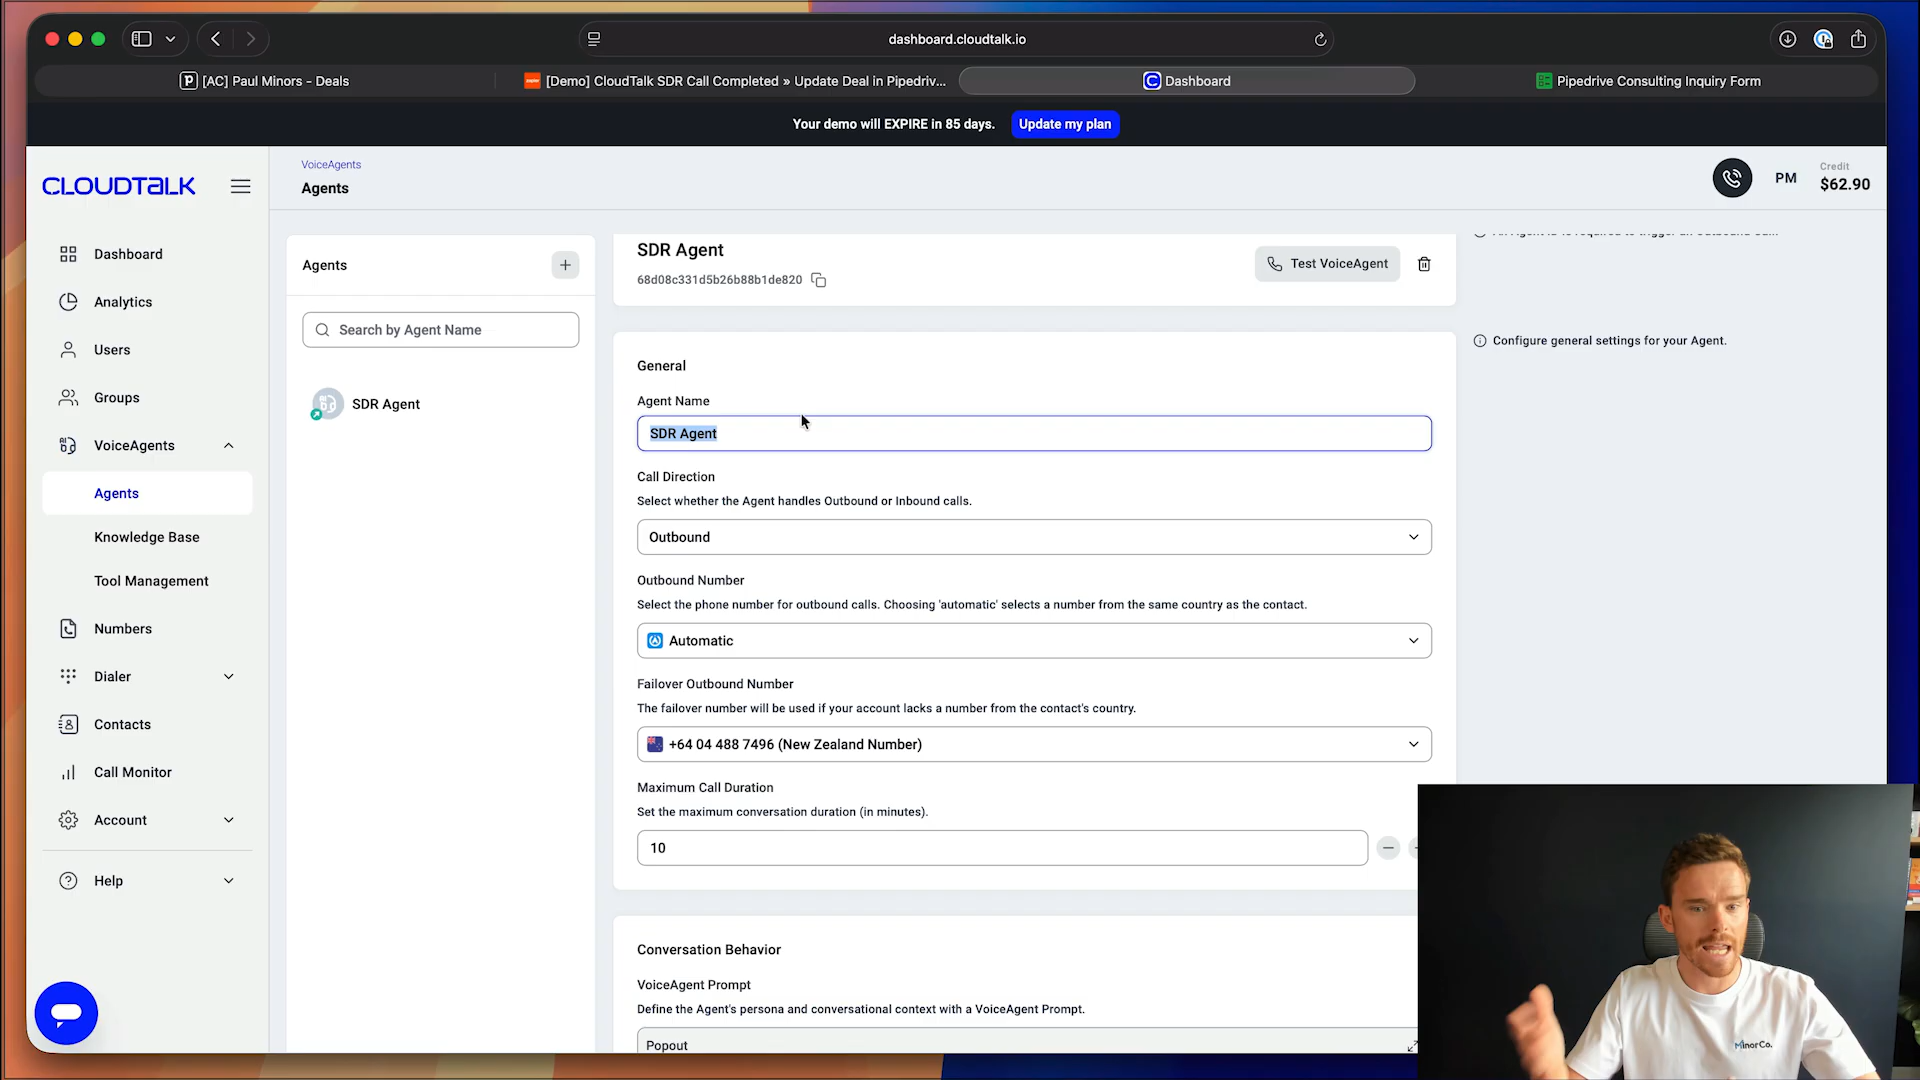 dashboard.cloudtalk.io
[AC] Paul Minors - Deals
[Demo] CloudTalk SDR Call Completed » Update Deal in Pipedriv...
Dashboard
Pipedrive Consulting Inquiry Form
Your demo will EXPIRE in 85 days.
Update my plan
CLOUDTALK
VoiceAgents
Agents
PM
Credit
$62.90
Dashboard
Analytics
Users
Groups
VoiceAgents
Agents
Knowledge Base
Tool Management
Numbers
Dialer
Contacts
Call Monitor
Account
Help
Agents
Search by Agent Name
SDR Agent
SDR Agent
68d08c331d5b26b88b1de820
Test VoiceAgent
General
Agent Name
SDR Agent
Call Direction
Select whether the Agent handles Outbound or Inbound calls.
Outbound
Outbound Number
Select the phone number for outbound calls. Choosing 'automatic' selects a number from the same country as the contact.
Automatic
Failover Outbound Number
The failover number will be used if your account lacks a number from the contact's country.
+64 04 488 7496 (New Zealand Number)
Maximum Call Duration
Set the maximum conversation duration (in minutes).
10
Conversation Behavior
VoiceAgent Prompt
Define the Agent's persona and conversational context with a VoiceAgent Prompt.
Popout
Configure general settings for your Agent.
MinorCo.